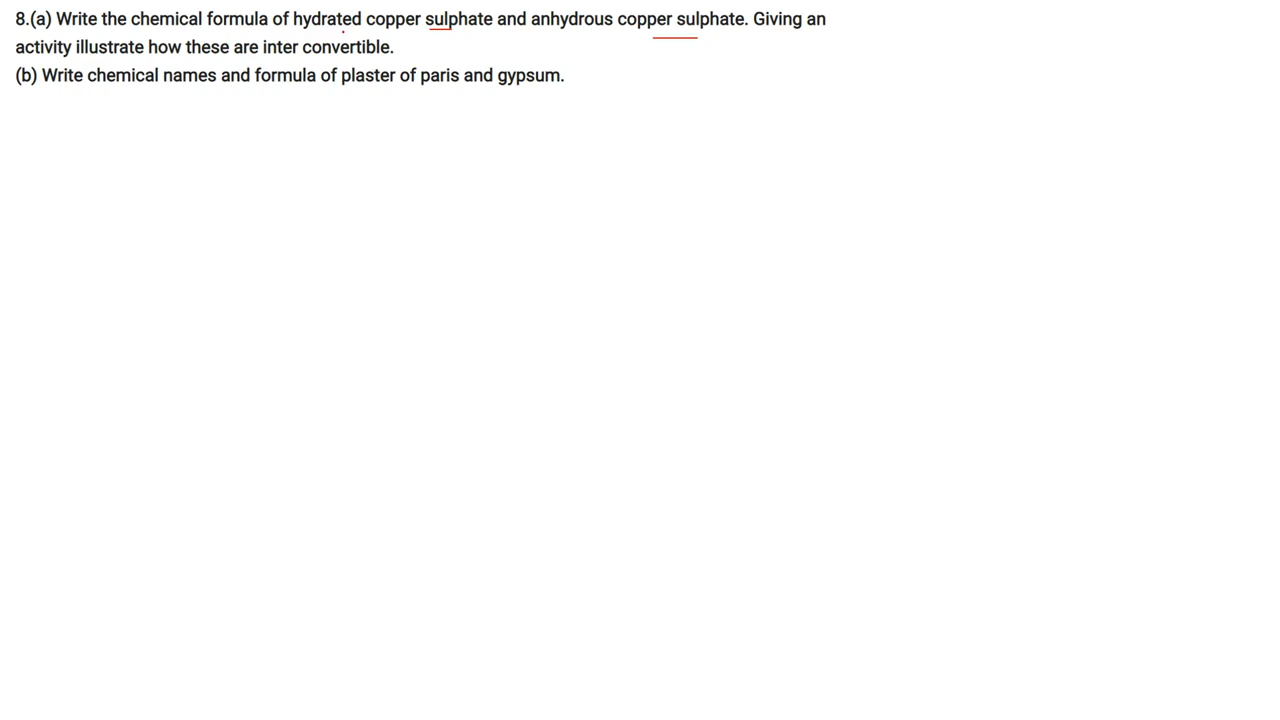 8.(a) Write the chemical formula of hydrated copper sulphate and anhydrous copper sulphate. Giving an
activity illustrate how these are inter convertible.
(b) Write chemical names and formula of plaster of paris and gypsum.